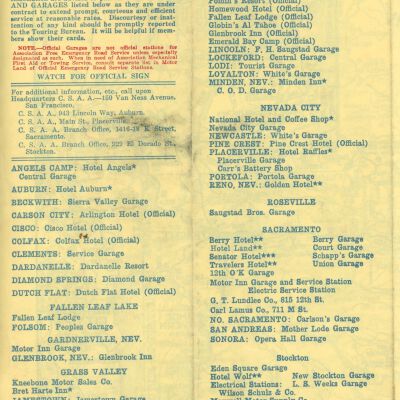 AND GARAGES listed below as they are under
contract to extend prompt, courteous and efficient
service at reasonable rates. Discourtesy or inat-
tention of any kind should be promptly reported
to the Touring Bureau. It will be helpful if mem-
bers show their cards.
NOTE—Official Garages are not official stations for
Association Free Emergency Road Service unless especially
designated as such. When in need of Association Mechanical
First Aid or Towing Service, consult separate list in Motor
Land of Official Emergency Road Service Stations.
WATCH FOR OFFICIAL SIGN
For additional information, etc., call upon
Headquarters C. S. A. A.—150 Van Ness Avenue,
San Francisco.
C. S. A. A., 943 Lincoln Way, Auburn.
C. S. A. A., Main St., Placerville.
C. S. A. A. Branch Office, 1416-18 K Street,
Sacramento.
C. S. A. A. Branch Office, 929 El Dorado St.,
Stockton.
ANGELS CAMP: Hotel Angels*
Central Garage
AUBURN: Hotel Auburn*
BECKWITH: Sierra Valley Garage
CARSON CITY: Arlington Hotel (Official)
CISCO: Cisco Hotel (Official)
COLFAX: Colfax Hotel (Official)
CLEMENTS: Service Garage
DARDANELLE: Dardanelle Resort
DIAMOND SPRINGS: Diamond Garage
DUTCH FLAT: Dutch Flat Hotel (Official)
FALLEN LEAF LAKE
Fallen Leaf Lodge
FOLSOM: Peoples Garage
GARDNERVILLE, NEV.
Motor Inn Garage
GLENBROOK, NEV.: Glenbrook Inn
GRASS VALLEY
Kneebone Motor Sales Co.
Bret Harte Inn*
JAMESTOWN: Jamestown Garage
Homewood Hotel (Official)
Fallen Leaf Lodge (Official)
Globin's Al Tahoe (Official)
Glenbrook Inn (Official)
Emerald Bay Camp (Official)
LINCOLN: F. H. Saugstad Garage
LOCKEFORD: Central Garage
LODI: Tourist Garage
LOYALTON: White's Garage
MINDEN, NEV.: Minden Inn*
C. O. D. Garage
NEVADA CITY
National Hotel and Coffee Shop*
Nevada City Garage
NEWCASTLE: White's Garage
PINE CREST: Pine Crest Hotel (Official)
PLACERVILLE: Hotel Raffles*
Placerville Garage
Carr's Battery Shop
PORTOLA: Portola Garage
RENO, NEV.: Golden Hotel**
ROSEVILLE
Saugstad Bros. Garage
SACRAMENTO
Berry Hotel** Berry Garage
Hotel Land** Court Garage
Senator Hotel*** Schapp's Garage
Travelers Hotel** Union Garage
12th O'K Garage
Motor Inn Garage and Service Station
Electric Service Station
G. T. Lundlee Co., 815 12th St.
Carl Lamus Co., 711 M St.
NO. SACRAMENTO: Carlson's Garage
SAN ANDREAS: Mother Lode Garage
SONORA: Opera Hall Garage
Stockton
Eden Square Garage
Hotel Wolf** New Stockton Garage
Electrical Stations: L. S. Weeks Garage
Wilson Schulz & Co.